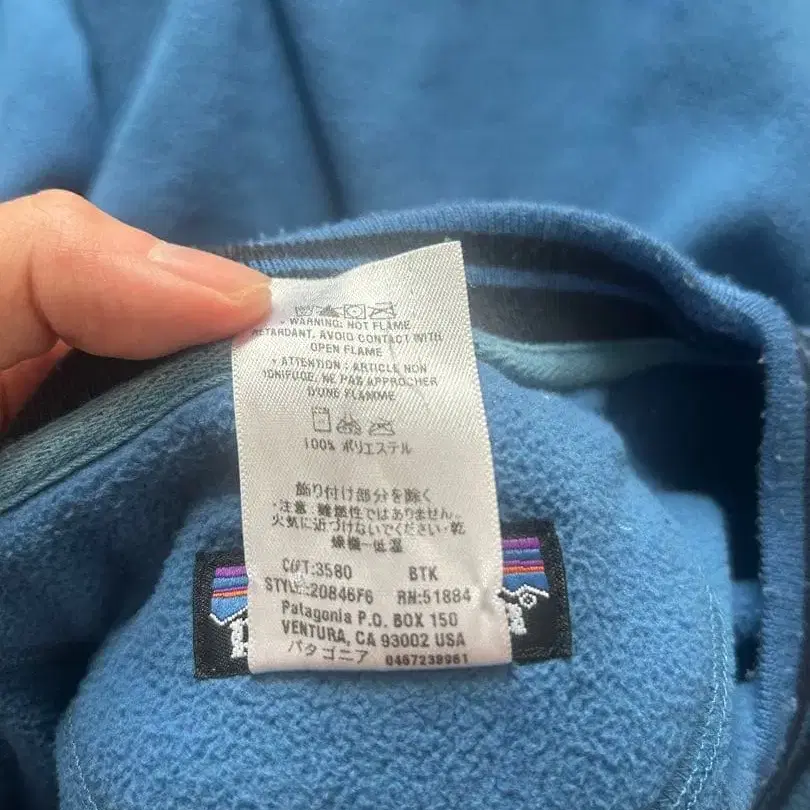 • WARNING: NOT FLAME
RETARDANT. AVOID CONTACT WITH
OPEN FLAME
• ATTENTION: ARTICLE NON
IGNIFUGE. NE PAS APPROCHER
D'UNE FLAMME
100% ポリエステル
飾り付け部分を除く
・注意：難燃性ではありません。
火気に近づけないでください・乾
燥機－低温
CUT:3580 BTK
STYLE:20846F6 RN:51884
Patagonia P.O. BOX 150
VENTURA, CA 93002 USA
パタゴニア 0467239961